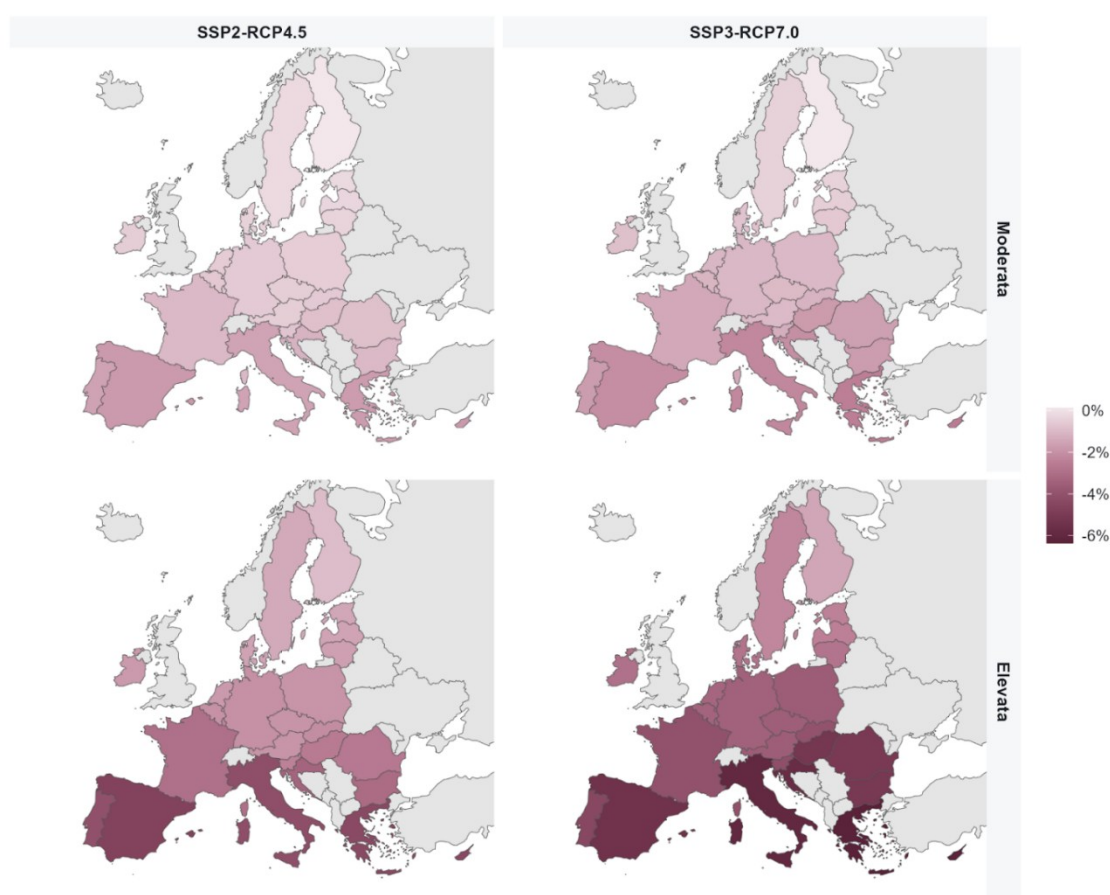 SSP2-RCP4.5
SSP3-RCP7.0
Moderata
0%
-2%
-4%
-6%
Elevata